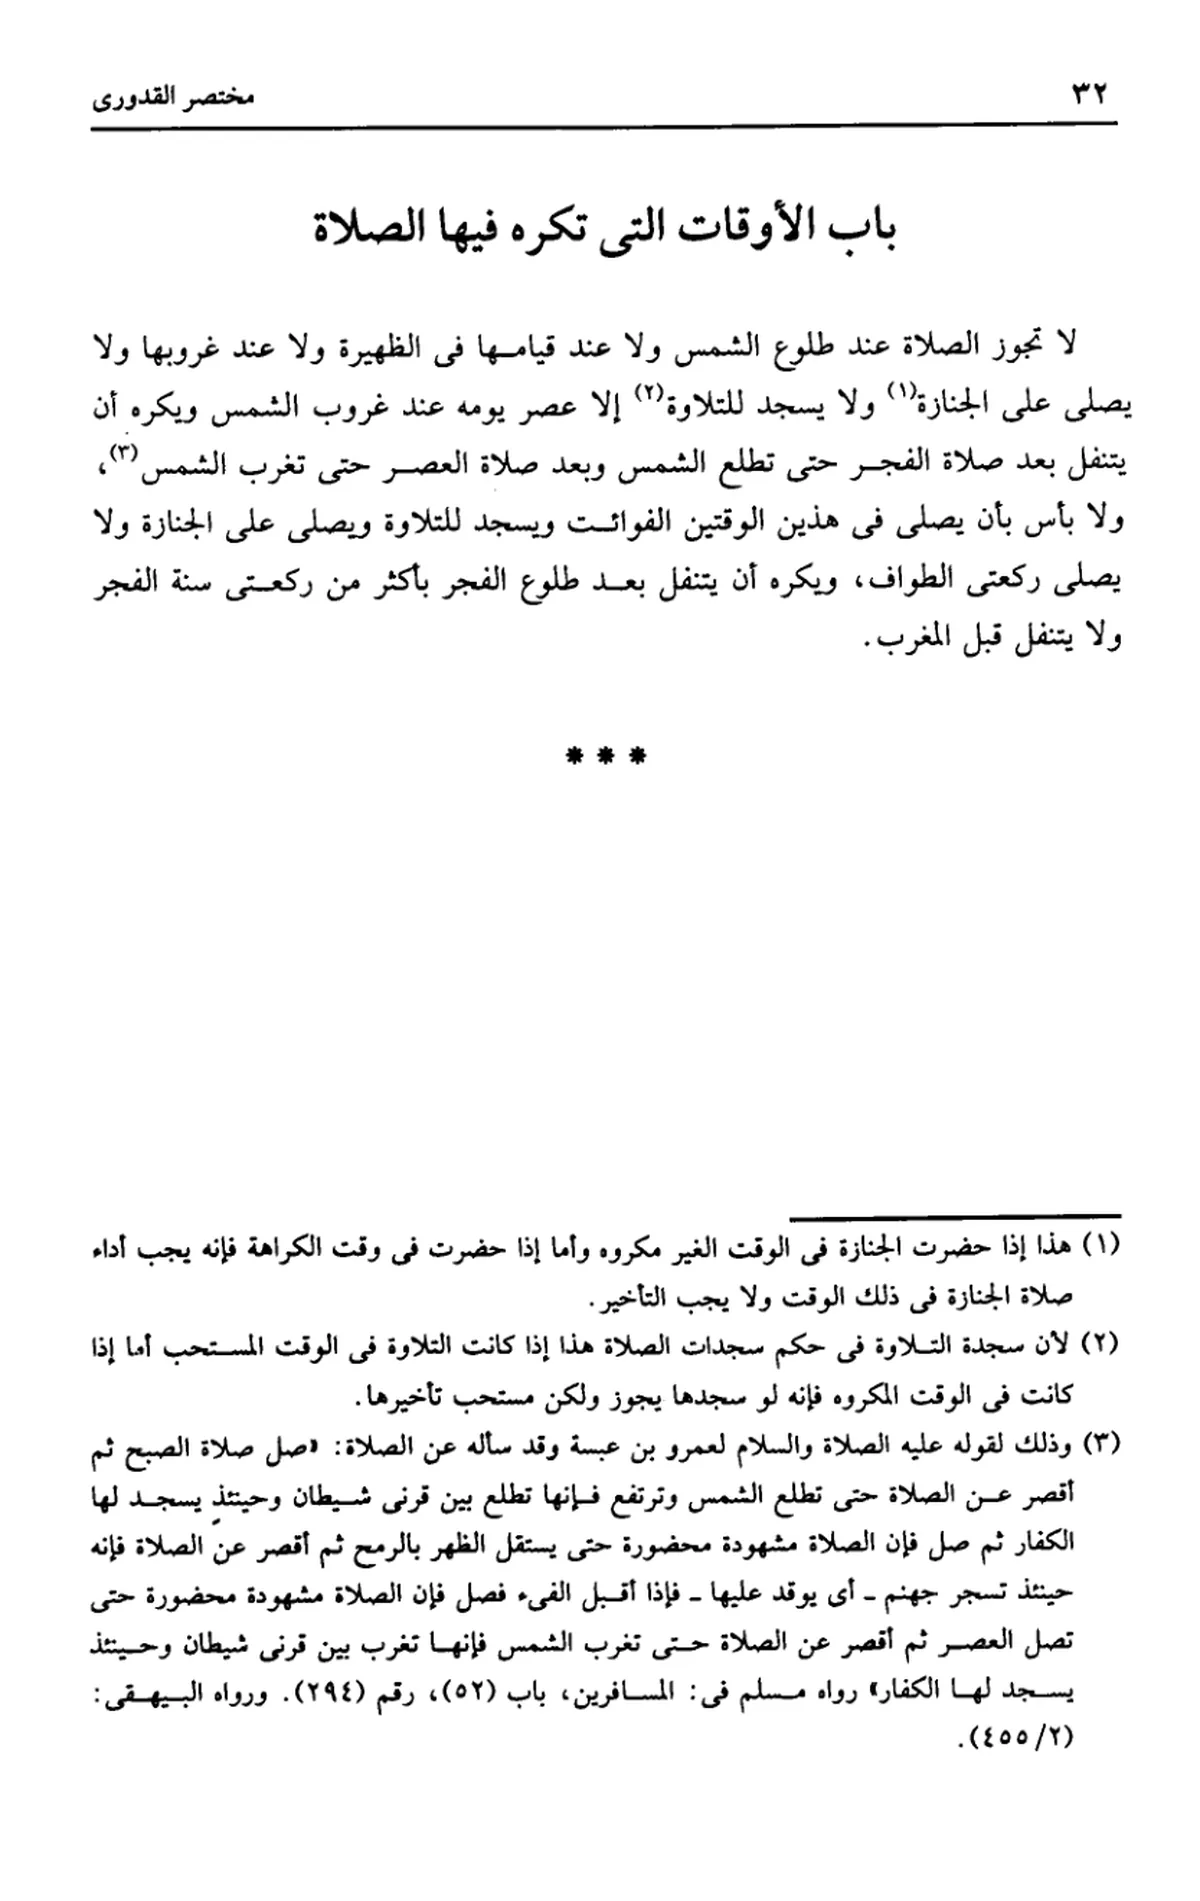 ٣٢
مختصر القدورى
باب الأوقات التى تكره فيها الصلاة
لا تجوز الصلاة عند طلوع الشمس ولا عند قيامها فى الظهيرة ولا عند غروبها ولا
يصلى على الجنازة(١) ولا يسجد للتلاوة(٢) إلا عصر يومه عند غروب الشمس ويكره أن
يتنفل بعد صلاة الفجر حتى تطلع الشمس وبعد صلاة العصر حتى تغرب الشمس(٣)،
ولا بأس بأن يصلى فى هذين الوقتين الفوائت ويسجد للتلاوة ويصلى على الجنازة ولا
يصلى ركعتى الطواف، ويكره أن يتنفل بعد طلوع الفجر بأكثر من ركعتى سنة الفجر
ولا يتنفل قبل المغرب.
* * *
(١) هذا إذا حضرت الجنازة فى الوقت الغير مكروه وأما إذا حضرت فى وقت الكراهة فإنه يجب أداء
صلاة الجنازة فى ذلك الوقت ولا يجب التأخير.
(٢) لأن سجدة التلاوة فى حكم سجدات الصلاة هذا إذا كانت التلاوة فى الوقت المستحب أما إذا
كانت فى الوقت المكروه فإنه لو سجدها يجوز ولكن مستحب تأخيرها.
(٣) وذلك لقوله عليه الصلاة والسلام لعمرو بن عبسة وقد سأله عن الصلاة: «صل صلاة الصبح ثم
أقصر عن الصلاة حتى تطلع الشمس وترتفع فإنها تطلع بين قرنى شيطان وحينئذ يسجد لها
الكفار ثم صل فإن الصلاة مشهودة محضورة حتى يستقل الظهر بالرمح ثم أقصر عن الصلاة فإنه
حينئذ تسجر جهنم - أى يوقد عليها - فإذا أقبل الفىء فصل فإن الصلاة مشهودة محضورة حتى
تصل العصر ثم أقصر عن الصلاة حتى تغرب الشمس فإنها تغرب بين قرنى شيطان وحينئذ
يسجد لها الكفار» رواه مسلم فى: المسافرين، باب (٥٢)، رقم (٢٩٤). ورواه البيهقى:
(٤٥٥/٢).